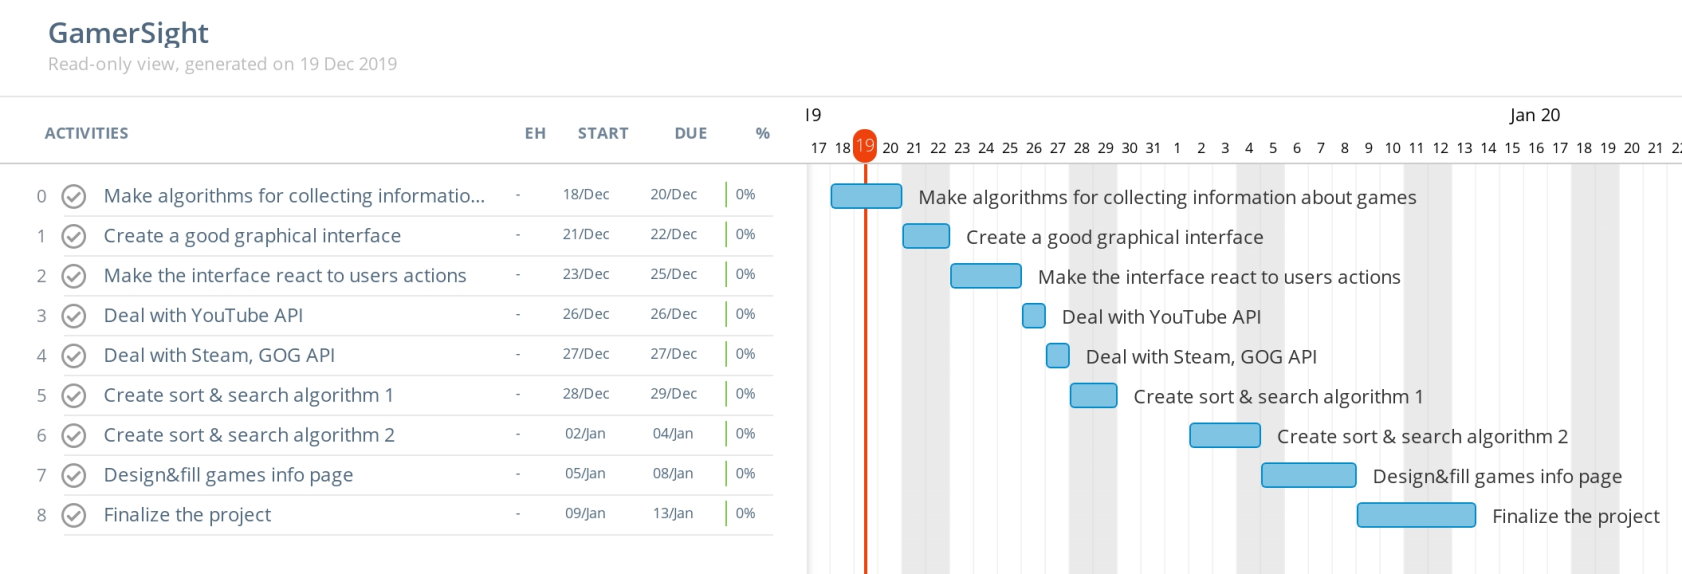 GamerSight
Read-only view, generated on 19 Dec 2019
19 Jan 20
ACTIVITIES EH START DUE %
17 18 19 20 21 22 23 24 25 26 27 28 29 30 31 1 2 3 4 5 6 7 8 9 10 11 12 13 14 15 16 17 18 19 20 21 22
0 Make algorithms for collecting informatio... - 18/Dec 20/Dec 0% Make algorithms for collecting information about games
1 Create a good graphical interface - 21/Dec 22/Dec 0% Create a good graphical interface
2 Make the interface react to users actions - 23/Dec 25/Dec 0% Make the interface react to users actions
3 Deal with YouTube API - 26/Dec 26/Dec 0% Deal with YouTube API
4 Deal with Steam, GOG API - 27/Dec 27/Dec 0% Deal with Steam, GOG API
5 Create sort & search algorithm 1 - 28/Dec 29/Dec 0% Create sort & search algorithm 1
6 Create sort & search algorithm 2 - 02/Jan 04/Jan 0% Create sort & search algorithm 2
7 Design&fill games info page - 05/Jan 08/Jan 0% Design&fill games info page
8 Finalize the project - 09/Jan 13/Jan 0% Finalize the project